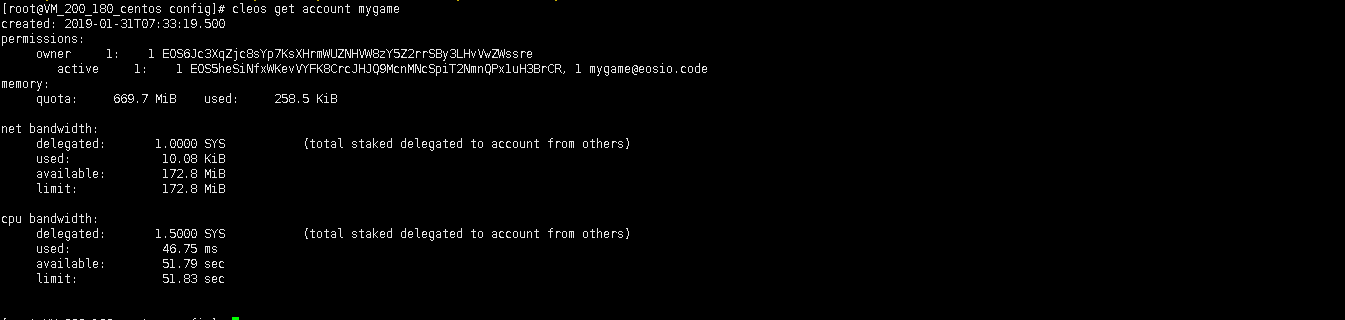 [root@VM_200_180_centos config]# cleos get account mygame
created: 2019-01-31T07:33:19.500
permissions:
owner 1: 1 EOS6Jc3XqZjc8sYp7KsXHrmWUZNHVW8zY5Z2rrSBy3LHvVwZWssre
active 1: 1 EOS5heSiNfxWKevVYFK8CrcJHJQ9McnMNcSpiT2NmnQPx1uH3BrCR, 1 mygame@eosio.code
memory:
quota: 669.7 MiB used: 258.5 KiB
net bandwidth:
delegated: 1.0000 SYS (total staked delegated to account from others)
used: 10.08 KiB
available: 172.8 MiB
limit: 172.8 MiB
cpu bandwidth:
delegated: 1.5000 SYS (total staked delegated to account from others)
used: 46.75 ms
available: 51.79 sec
limit: 51.83 sec